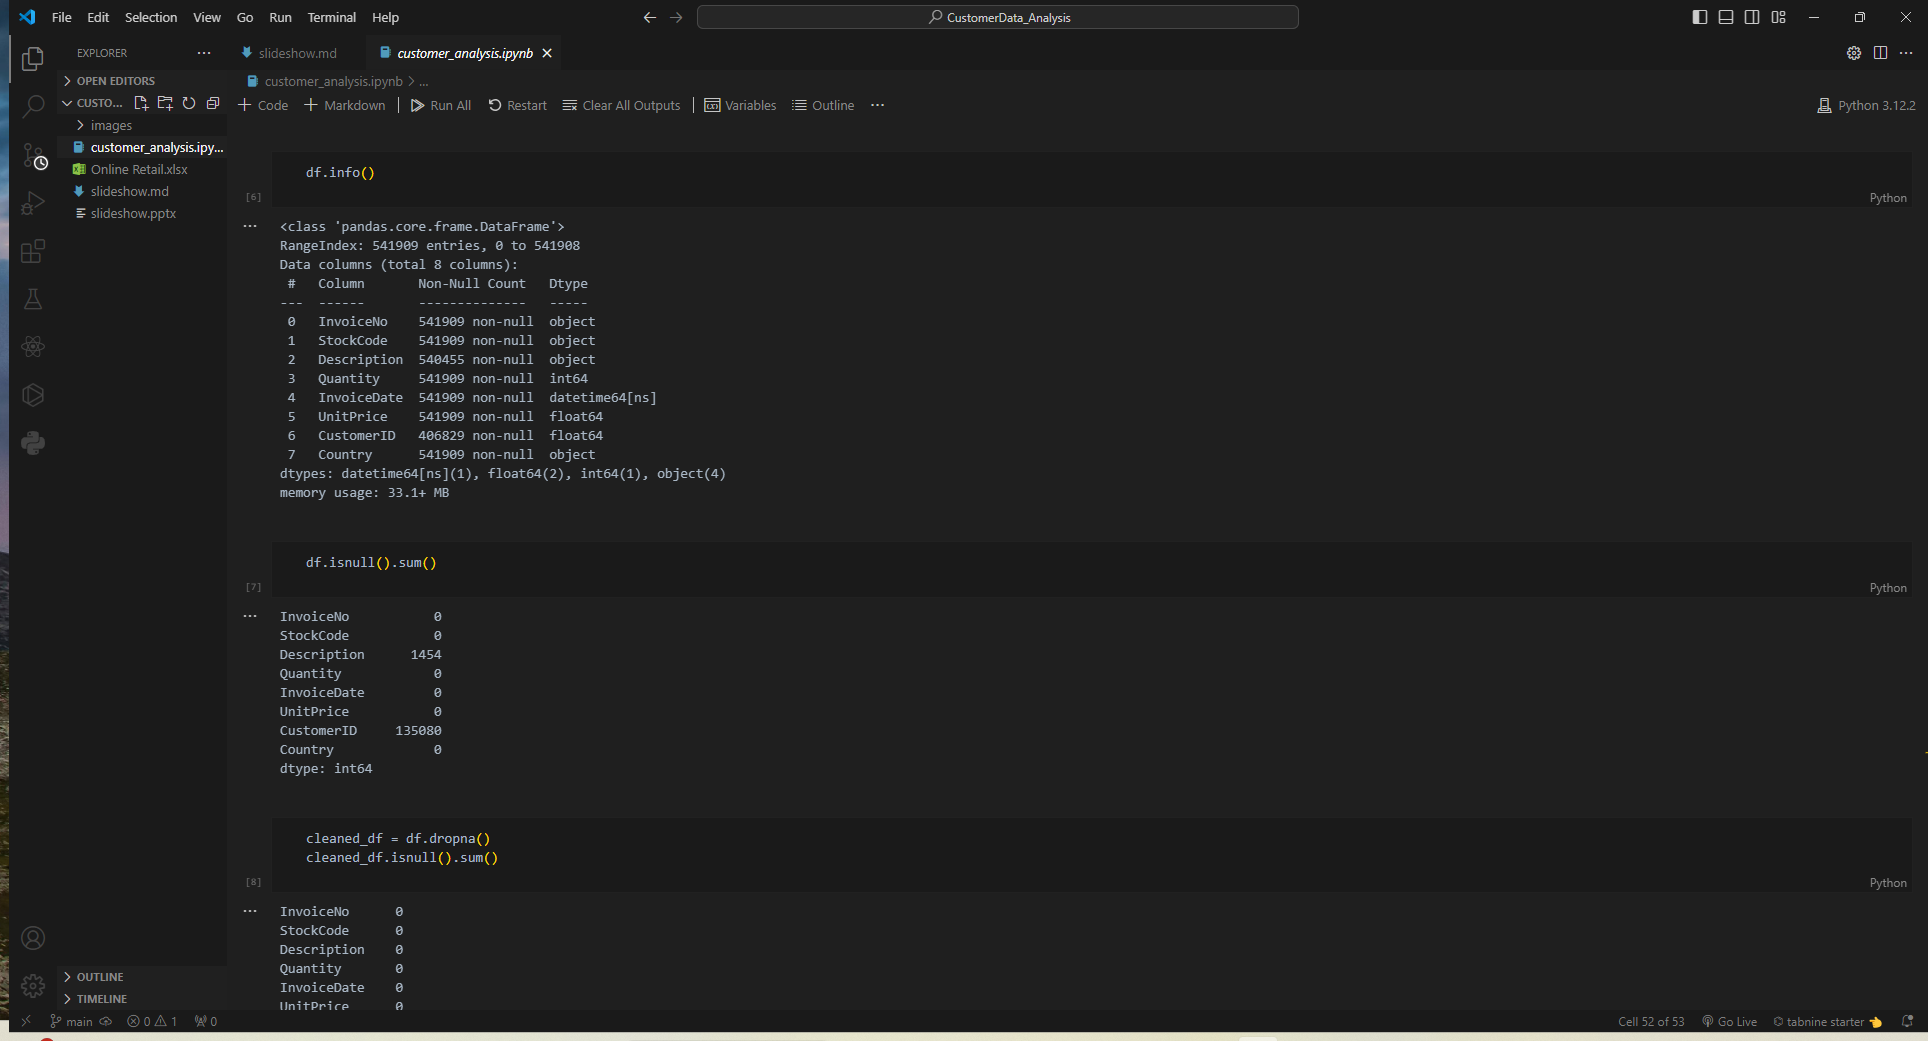 File Edit Selection View Go Run Terminal Help
CustomerData_Analysis
EXPLORER
OPEN EDITORS
CUSTO...
images
customer_analysis.ipy...
Online Retail.xlsx
slideshow.md
slideshow.pptx
OUTLINE
TIMELINE
slideshow.md customer_analysis.ipynb
customer_analysis.ipynb > ...
+ Code + Markdown Run All Restart Clear All Outputs Variables Outline ...
Python 3.12.2
df.info()
[6]
Python
<class 'pandas.core.frame.DataFrame'>
RangeIndex: 541909 entries, 0 to 541908
Data columns (total 8 columns):
 #   Column       Non-Null Count   Dtype
---  ------       --------------   -----
 0   InvoiceNo    541909 non-null  object
 1   StockCode    541909 non-null  object
 2   Description  540455 non-null  object
 3   Quantity     541909 non-null  int64
 4   InvoiceDate  541909 non-null  datetime64[ns]
 5   UnitPrice    541909 non-null  float64
 6   CustomerID   406829 non-null  float64
 7   Country      541909 non-null  object
dtypes: datetime64[ns](1), float64(2), int64(1), object(4)
memory usage: 33.1+ MB
df.isnull().sum()
[7]
Python
InvoiceNo           0
StockCode           0
Description      1454
Quantity            0
InvoiceDate         0
UnitPrice           0
CustomerID     135080
Country             0
dtype: int64
cleaned_df = df.dropna()
cleaned_df.isnull().sum()
[8]
Python
InvoiceNo      0
StockCode      0
Description    0
Quantity       0
InvoiceDate    0
UnitPrice      0
main 0 1 0
Cell 52 of 53 Go Live tabnine starter